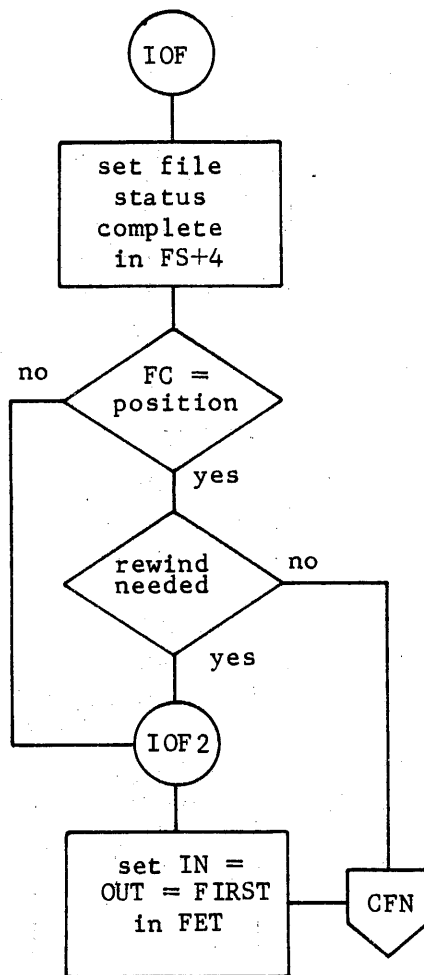 IOF
set file
status
complete
in FS+4
no
FC =
position
yes
rewind
needed
no
yes
IOF2
set IN =
OUT = FIRST
in FET
CFN